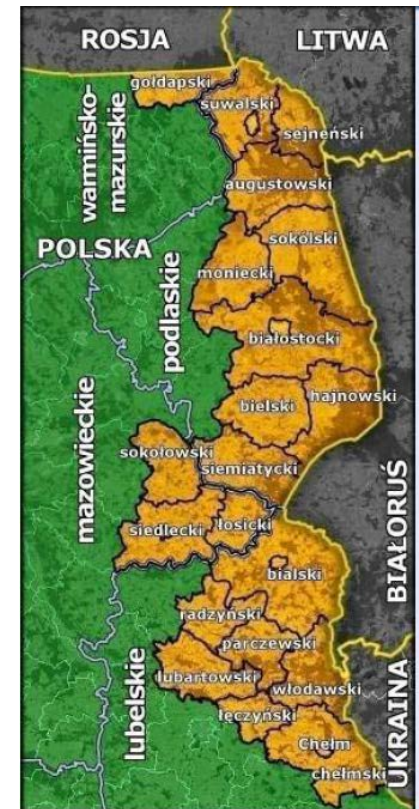 ROSJA
LITWA
gołdapski
suwalski
sejneński
warmińsko-
mazurskie
augustowski
POLSKA
sokólski
moniecki
podlaskie
białostocki
hajnowski
bielski
mazowieckie
sokołowski
siemiatycki
siedlecki
łosicki
BIAŁORUŚ
bialski
radzyński
parczewski
lubelskie
lubartowski
włodawski
łęczyński
UKRAINA
Chełm
chełmski